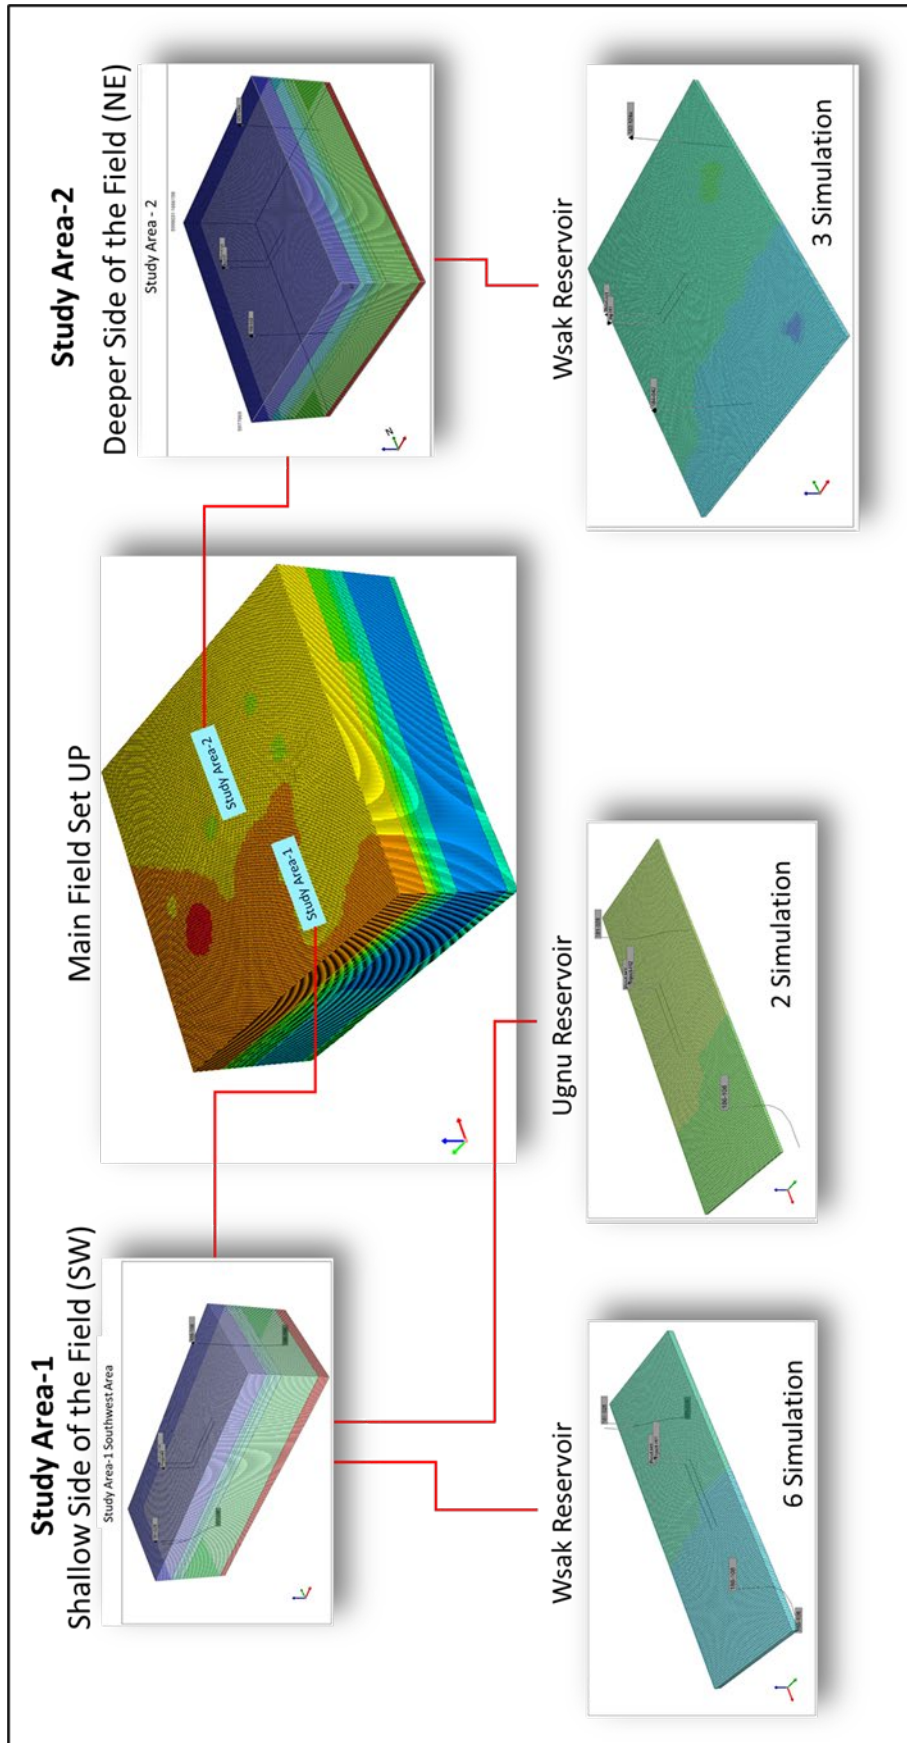 Study Area-1
Shallow Side of the Field (SW)
Study Area-1 Southwest Area
Main Field Set UP
Study Area-1
Study Area-2
Study Area-2
Deeper Side of the Field (NE)
Study Area - 2
N
Wsak Reservoir
6 Simulation
Ugnu Reservoir
2 Simulation
Wsak Reservoir
3 Simulation